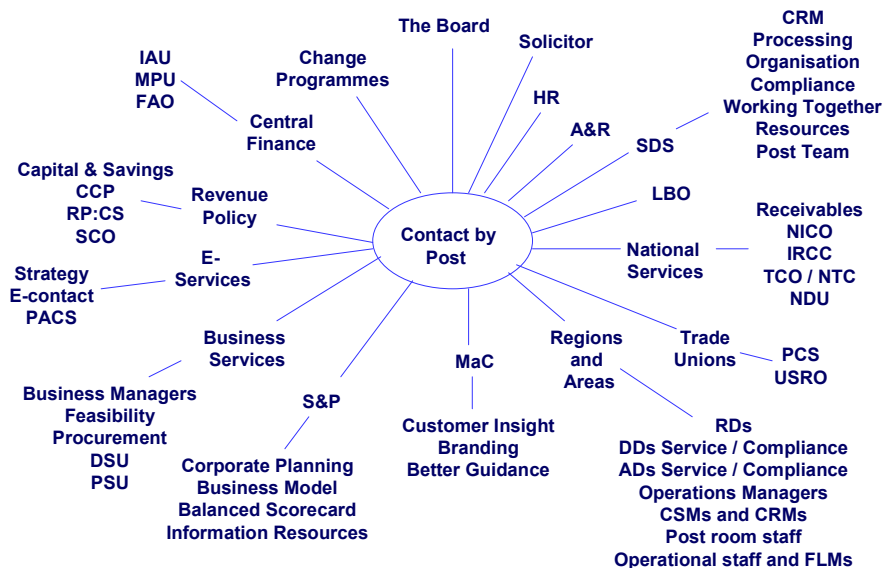 The Board
Solicitor
HR
A&R
SDS
CRM
Processing
Organisation
Compliance
Working Together
Resources
Post Team
LBO
National
Services
Receivables
NICO
IRCC
TCO / NTC
NDU
Trade
Unions
PCS
USRO
Regions
and
Areas
RDs
DDs Service / Compliance
ADs Service / Compliance
Operations Managers
CSMs and CRMs
Post room staff
Operational staff and FLMs
MaC
Customer Insight
Branding
Better Guidance
S&P
Corporate Planning
Business Model
Balanced Scorecard
Information Resources
Business
Services
Business Managers
Feasibility
Procurement
DSU
PSU
E-
Services
Strategy
E-contact
PACS
Revenue
Policy
Capital & Savings
CCP
RP:CS
SCO
Central
Finance
IAU
MPU
FAO
Change
Programmes
Contact by
Post